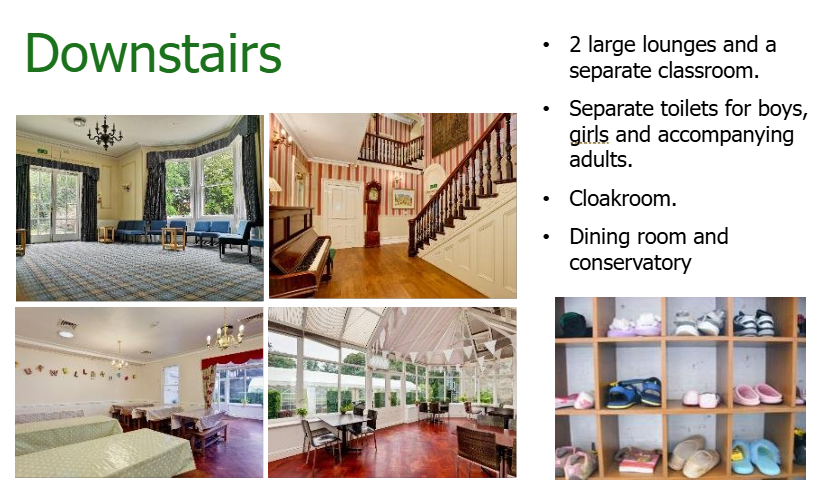 Downstairs
• 2 large lounges and a
separate classroom.
• Separate toilets for boys,
girls and accompanying
adults.
• Cloakroom.
• Dining room and
conservatory